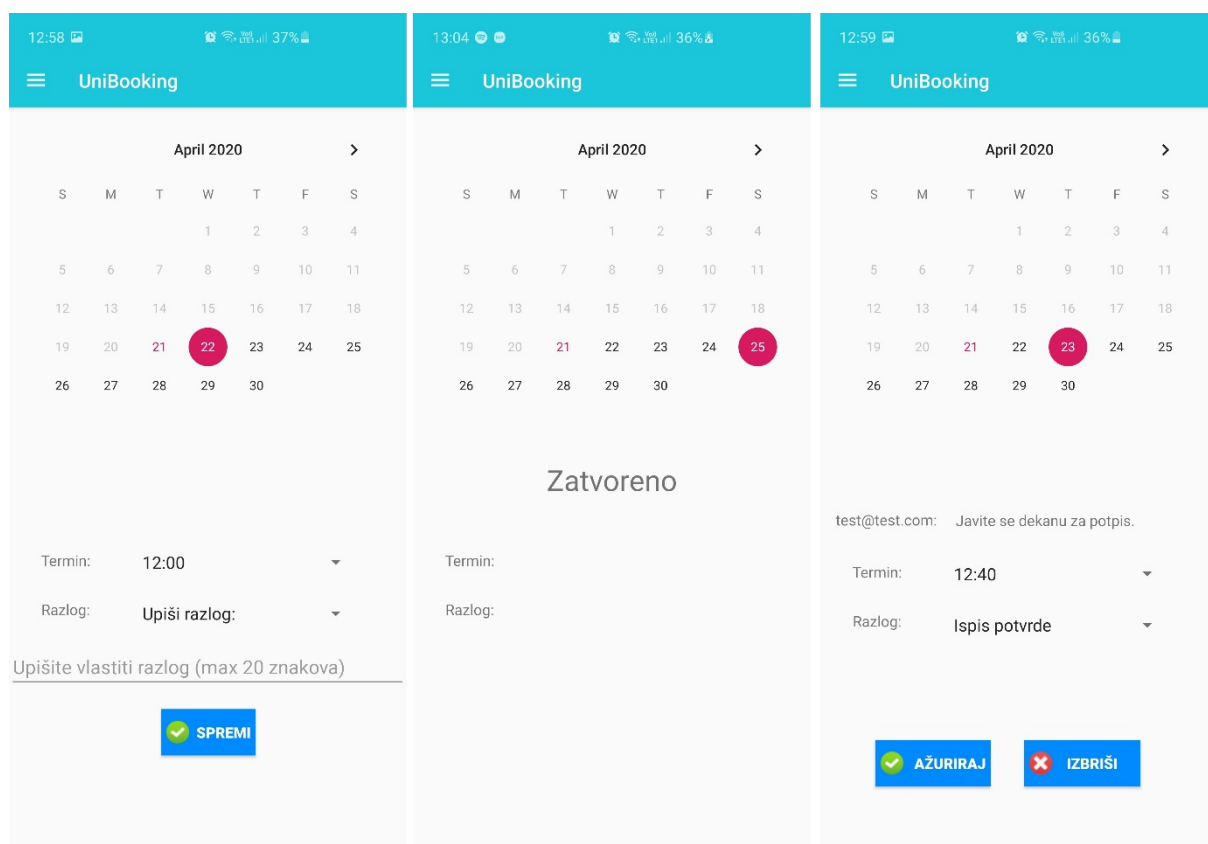 12:58 37%
UniBooking
April 2020
S M T W T F S
1 2 3 4
5 6 7 8 9 10 11
12 13 14 15 16 17 18
19 20 21 22 23 24 25
26 27 28 29 30
Termin: 12:00
Razlog: Upiši razlog:
Upišite vlastiti razlog (max 20 znakova)
SPREMI
13:04 36%
UniBooking
April 2020
S M T W T F S
1 2 3 4
5 6 7 8 9 10 11
12 13 14 15 16 17 18
19 20 21 22 23 24 25
26 27 28 29 30
Zatvoreno
Termin:
Razlog:
12:59 36%
UniBooking
April 2020
S M T W T F S
1 2 3 4
5 6 7 8 9 10 11
12 13 14 15 16 17 18
19 20 21 22 23 24 25
26 27 28 29 30
test@test.com: Javite se dekanu za potpis.
Termin: 12:40
Razlog: Ispis potvrde
AŽURIRAJ IZBRIŠI